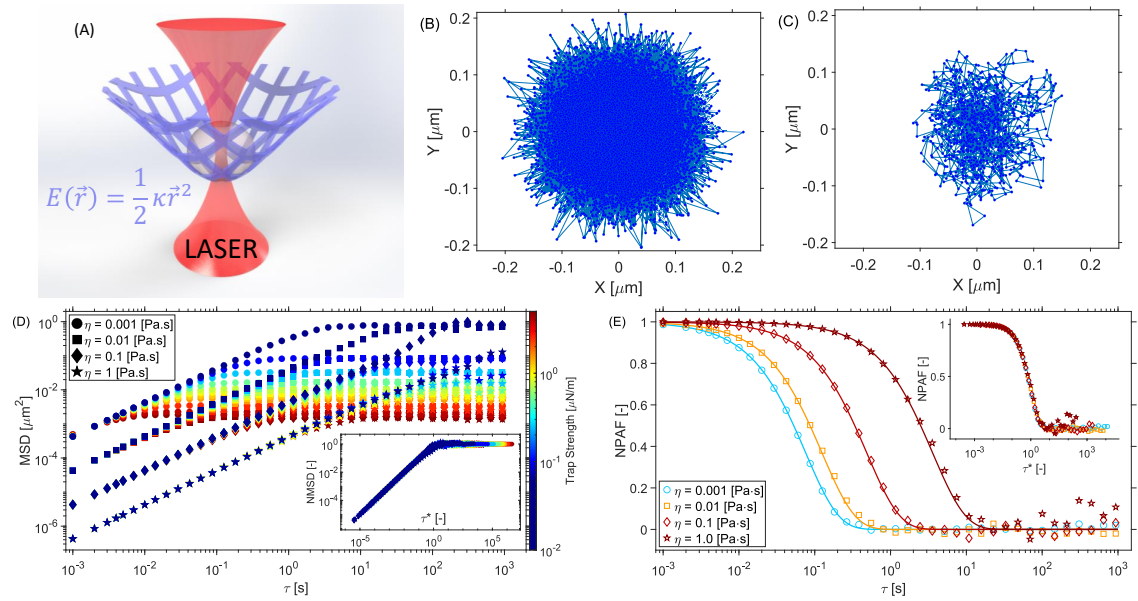 (A)
E(r⃗) = 1/2 κr⃗²
LASER
(B)
0.2
0.1
0
-0.1
-0.2
Y [μm]
-0.2 -0.1 0 0.1 0.2
X [μm]
(C)
0.2
0.1
0
-0.1
-0.2
Y [μm]
-0.2 -0.1 0 0.1 0.2
X [μm]
(D)
η = 0.001 [Pa.s]
η = 0.01 [Pa.s]
η = 0.1 [Pa.s]
η = 1 [Pa.s]
10⁰
10⁻²
10⁻⁴
10⁻⁶
MSD [μm²]
10⁻³ 10⁻² 10⁻¹ 10⁰ 10¹ 10² 10³
τ [s]
10⁰
10⁻²
10⁻⁴
NMSD [-]
10⁻⁵ 10⁰ 10⁵
τ* [-]
10¹
10⁰
10⁻¹
10⁻²
Trap Strength [μN/m]
(E)
1
0.8
0.6
0.4
0.2
0
NPAF [-]
10⁻³ 10⁻² 10⁻¹ 10⁰ 10¹ 10² 10³
τ [s]
η = 0.001 [Pa·s]
η = 0.01 [Pa·s]
η = 0.1 [Pa·s]
η = 1.0 [Pa·s]
1
0.5
0
NPAF [-]
10⁻³ 10⁰ 10³
τ* [-]